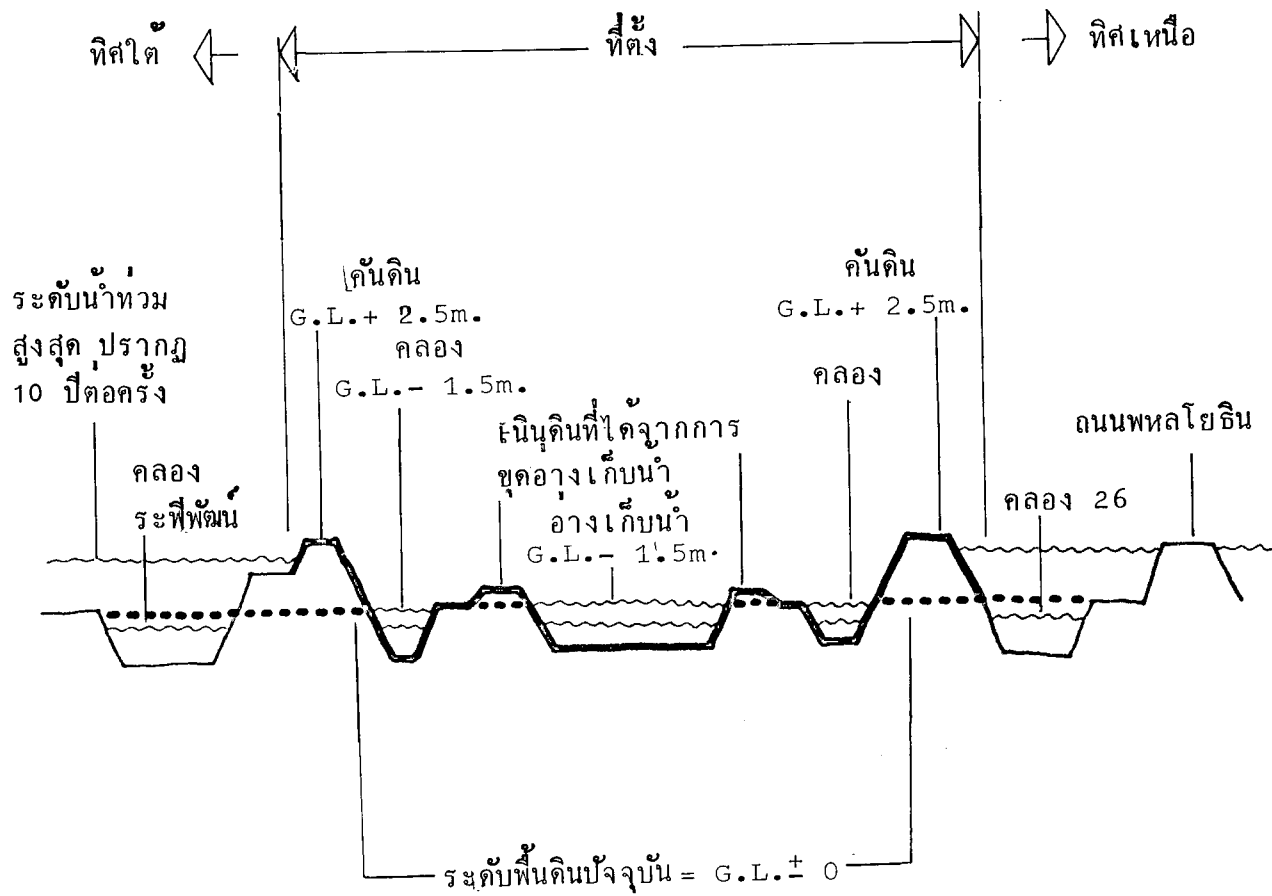 ทิศใต้
ที่ตั้ง
ทิศเหนือ
ระดับน้ำท่วม
สูงสุด ปรากฏ
10 ปีต่อครั้ง
คันดิน
G.L.+ 2.5m.
คลอง
G.L.- 1.5m.
คันดิน
G.L.+ 2.5m.
คลอง
คลอง
ระพีพัฒน์
เนินดินที่ได้จากการ
ขุดอ่างเก็บน้ำ
อ่างเก็บน้ำ
G.L.- 1.5m.
ถนนพหลโยธิน
คลอง 26
ระดับพื้นดินปัจจุบัน = G.L.± 0